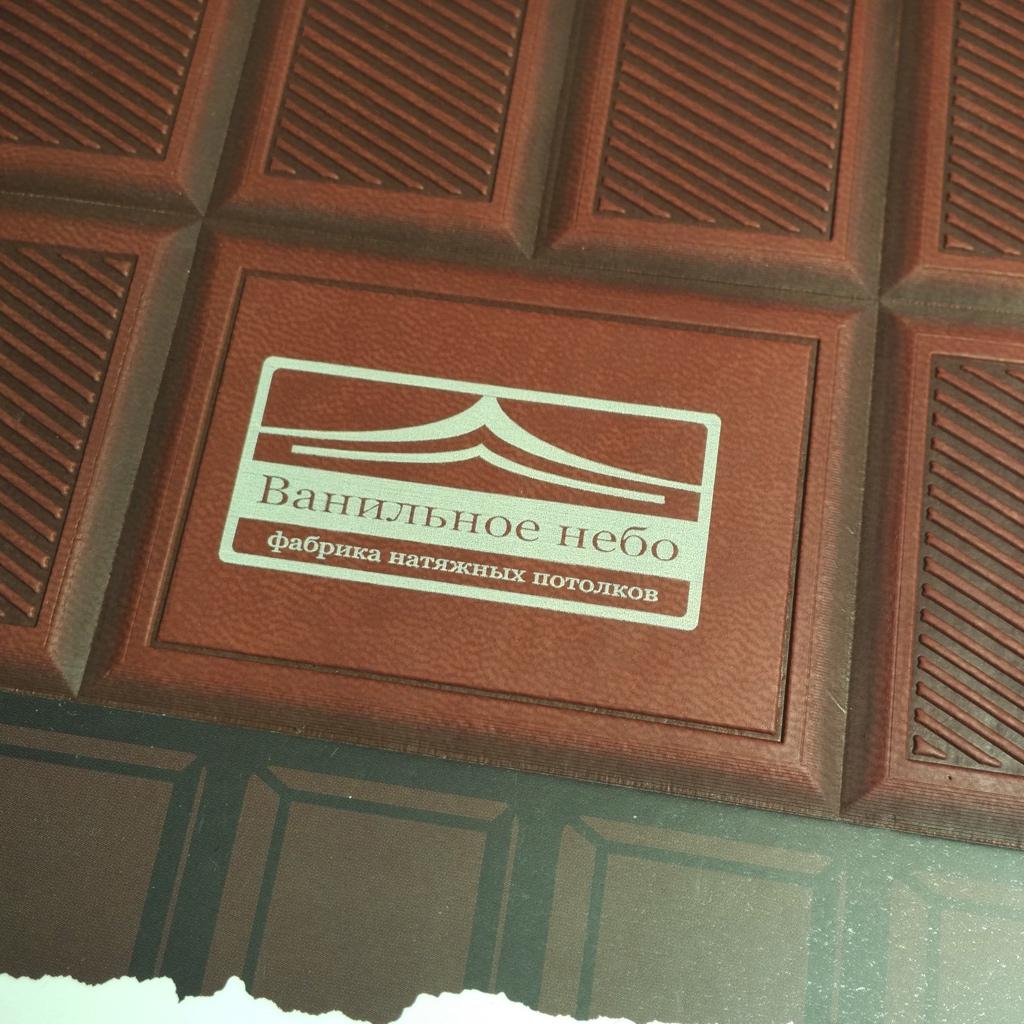 Ванильное небо
фабрика натяжных потолков